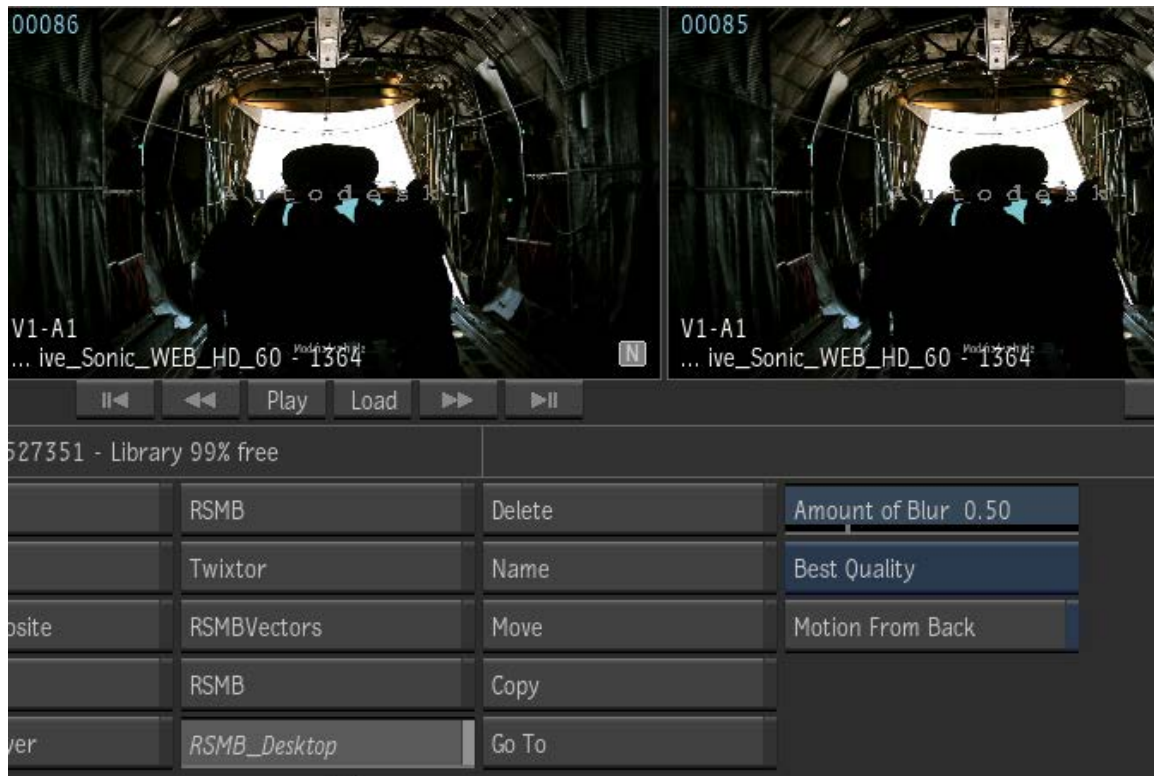 00086
00085
Autodesk
Autodesk
V1-A1
... ive_Sonic_WEB_HD_60 - 1364
N
V1-A1
... ive_Sonic_WEB_HD_60 - 1364
Play
Load
527351 - Library 99% free
RSMB
Delete
Amount of Blur 0.50
Twixtor
Name
Best Quality
osite
RSMBVectors
Move
Motion From Back
RSMB
Copy
yer
RSMB_Desktop
Go To